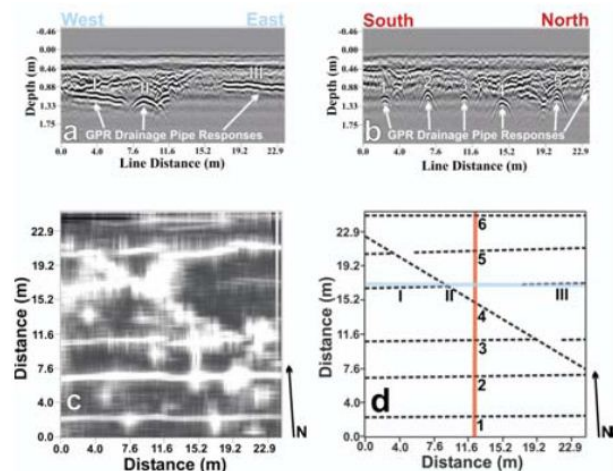 West East
-0.46
0.00
0.46
0.88
1.33
1.75
Depth (m)
I II III
a GPR Drainage Pipe Responses
0.0 4.0 7.6 11.6 15.2 19.2 22.9
Line Distance (m)
South North
-0.46
0.00
0.46
0.88
1.33
1.75
Depth (m)
b GPR Drainage Pipe Responses
0.0 4.0 7.6 11.6 15.2 19.2 22.9
Line Distance (m)
22.9
19.2
15.2
11.6
7.6
4.0
0.0
Distance (m)
c
N
0.0 4.0 7.6 11.6 15.2 19.2 22.9
Distance (m)
22.9
19.2
15.2
11.6
7.6
4.0
0.0
Distance (m)
6
5
I II III
4
3
2
1
d
N
0.0 4.0 7.6 11.6 15.2 19.2 22.9
Distance (m)